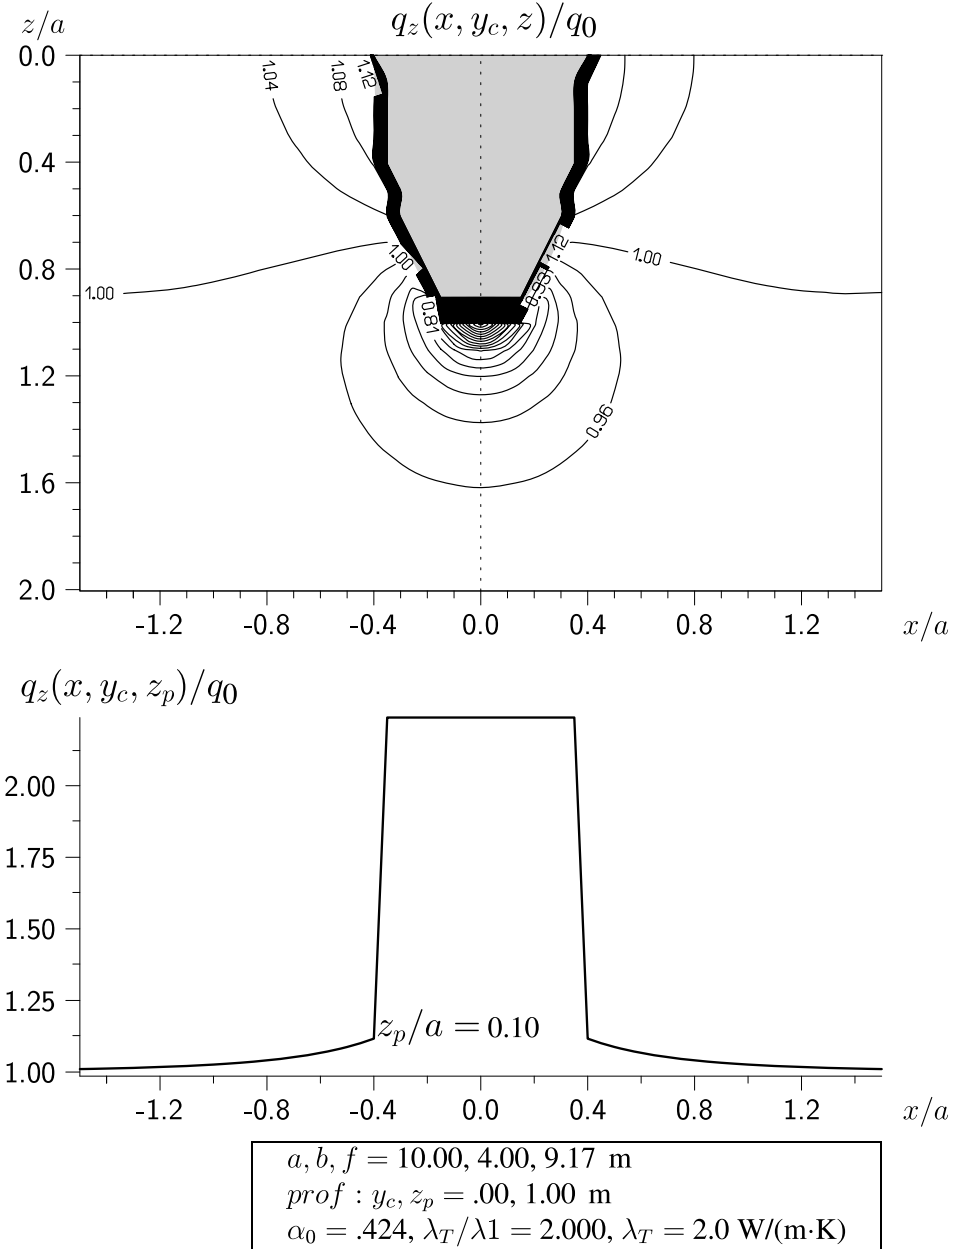 q_z(x, y_c, z)/q_0
z/a
0.0
0.4
0.8
1.2
1.6
2.0
1.04
1.08
1.12
1.00
1.00
1.12
1.00
0.93
0.81
0.96
-1.2 -0.8 -0.4 0.0 0.4 0.8 1.2 x/a
q_z(x, y_c, z_p)/q_0
2.00
1.75
1.50
1.25
1.00
z_p/a = 0.10
-1.2 -0.8 -0.4 0.0 0.4 0.8 1.2 x/a
a, b, f = 10.00, 4.00, 9.17 m
prof : y_c, z_p = .00, 1.00 m
α_0 = .424, λ_T/λ1 = 2.000, λ_T = 2.0 W/(m·K)